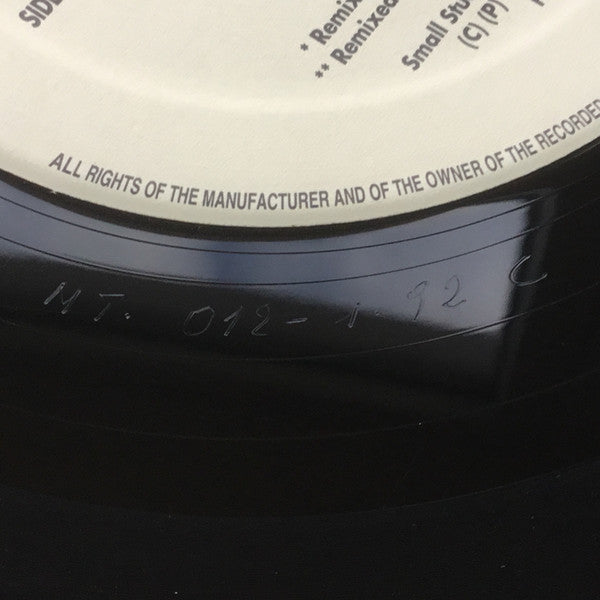 SIDE
* Remix
** Remixed
Small Stu
(C) (P)
ALL RIGHTS OF THE MANUFACTURER AND OF THE OWNER OF THE RECORDED
MT. 012-1.92 C